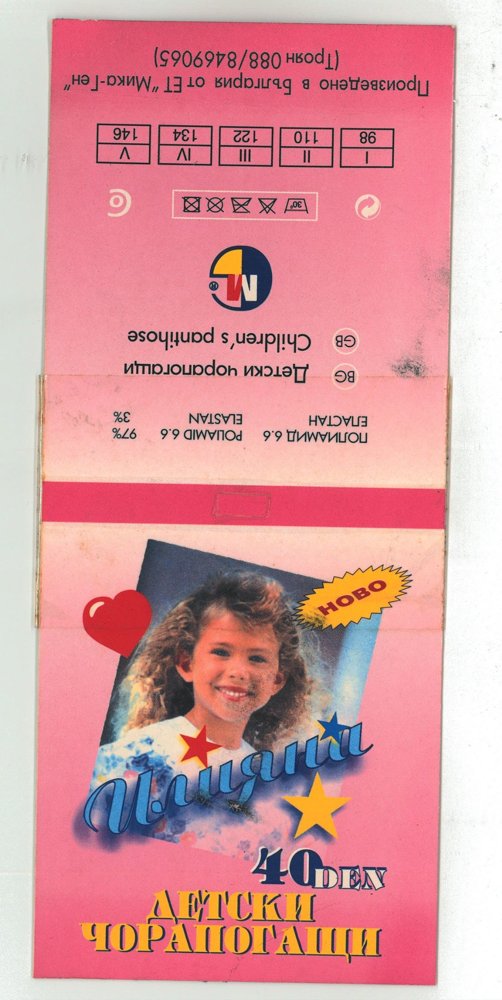 НОВО
Илияна
40 DEN
ДЕТСКИ
ЧОРАПОГАЩИ
ПОЛИАМИД 6.6 POLIAMID 6.6 97%
ЕЛАСТАН ELASTAN 3%
BG Детски чорапогащи
GB Children's pantihose
M
30°
I II III IV V
98 110 122 134 146
Произведено в България от ЕТ "Мика-Ген"
(Троян 088/8469065)